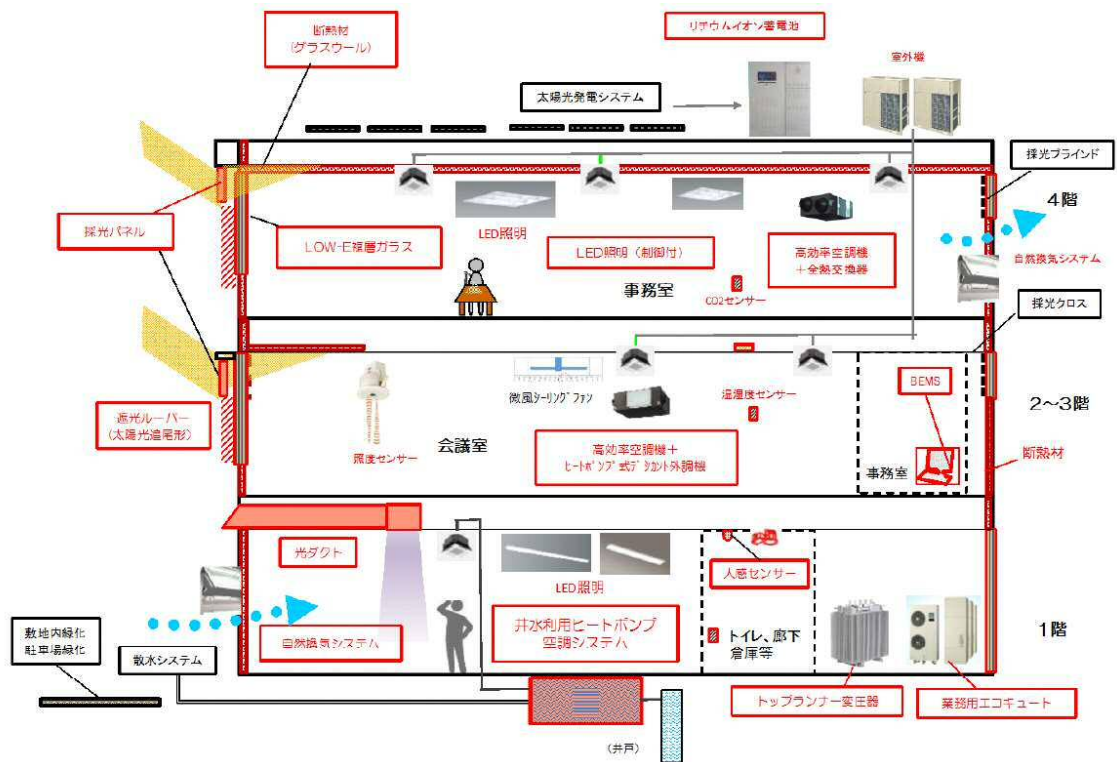 断熱材
(グラスウール)
リチウムイオン蓄電池
室外機
太陽光発電システム
採光ブラインド
4階
採光パネル
LOW-E複層ガラス
LED照明
LED照明（制御付）
高効率空調機
＋全熱交換器
自然換気システム
事務室
CO2センサー
採光クロス
BEMS
微風シーリングファン
温湿度センサー
2～3階
遮光ルーバー
(太陽光追尾形)
照度センサー
会議室
高効率空調機＋
ヒートポンプ式デシカント外調機
事務室
断熱材
光ダクト
LED照明
人感センサー
井水利用ヒートポンプ
空調システム
トイレ、廊下
倉庫等
1階
敷地内緑化
駐車場緑化
散水システム
自然換気システム
トップランナー変圧器
業務用エコキュート
(井戸)